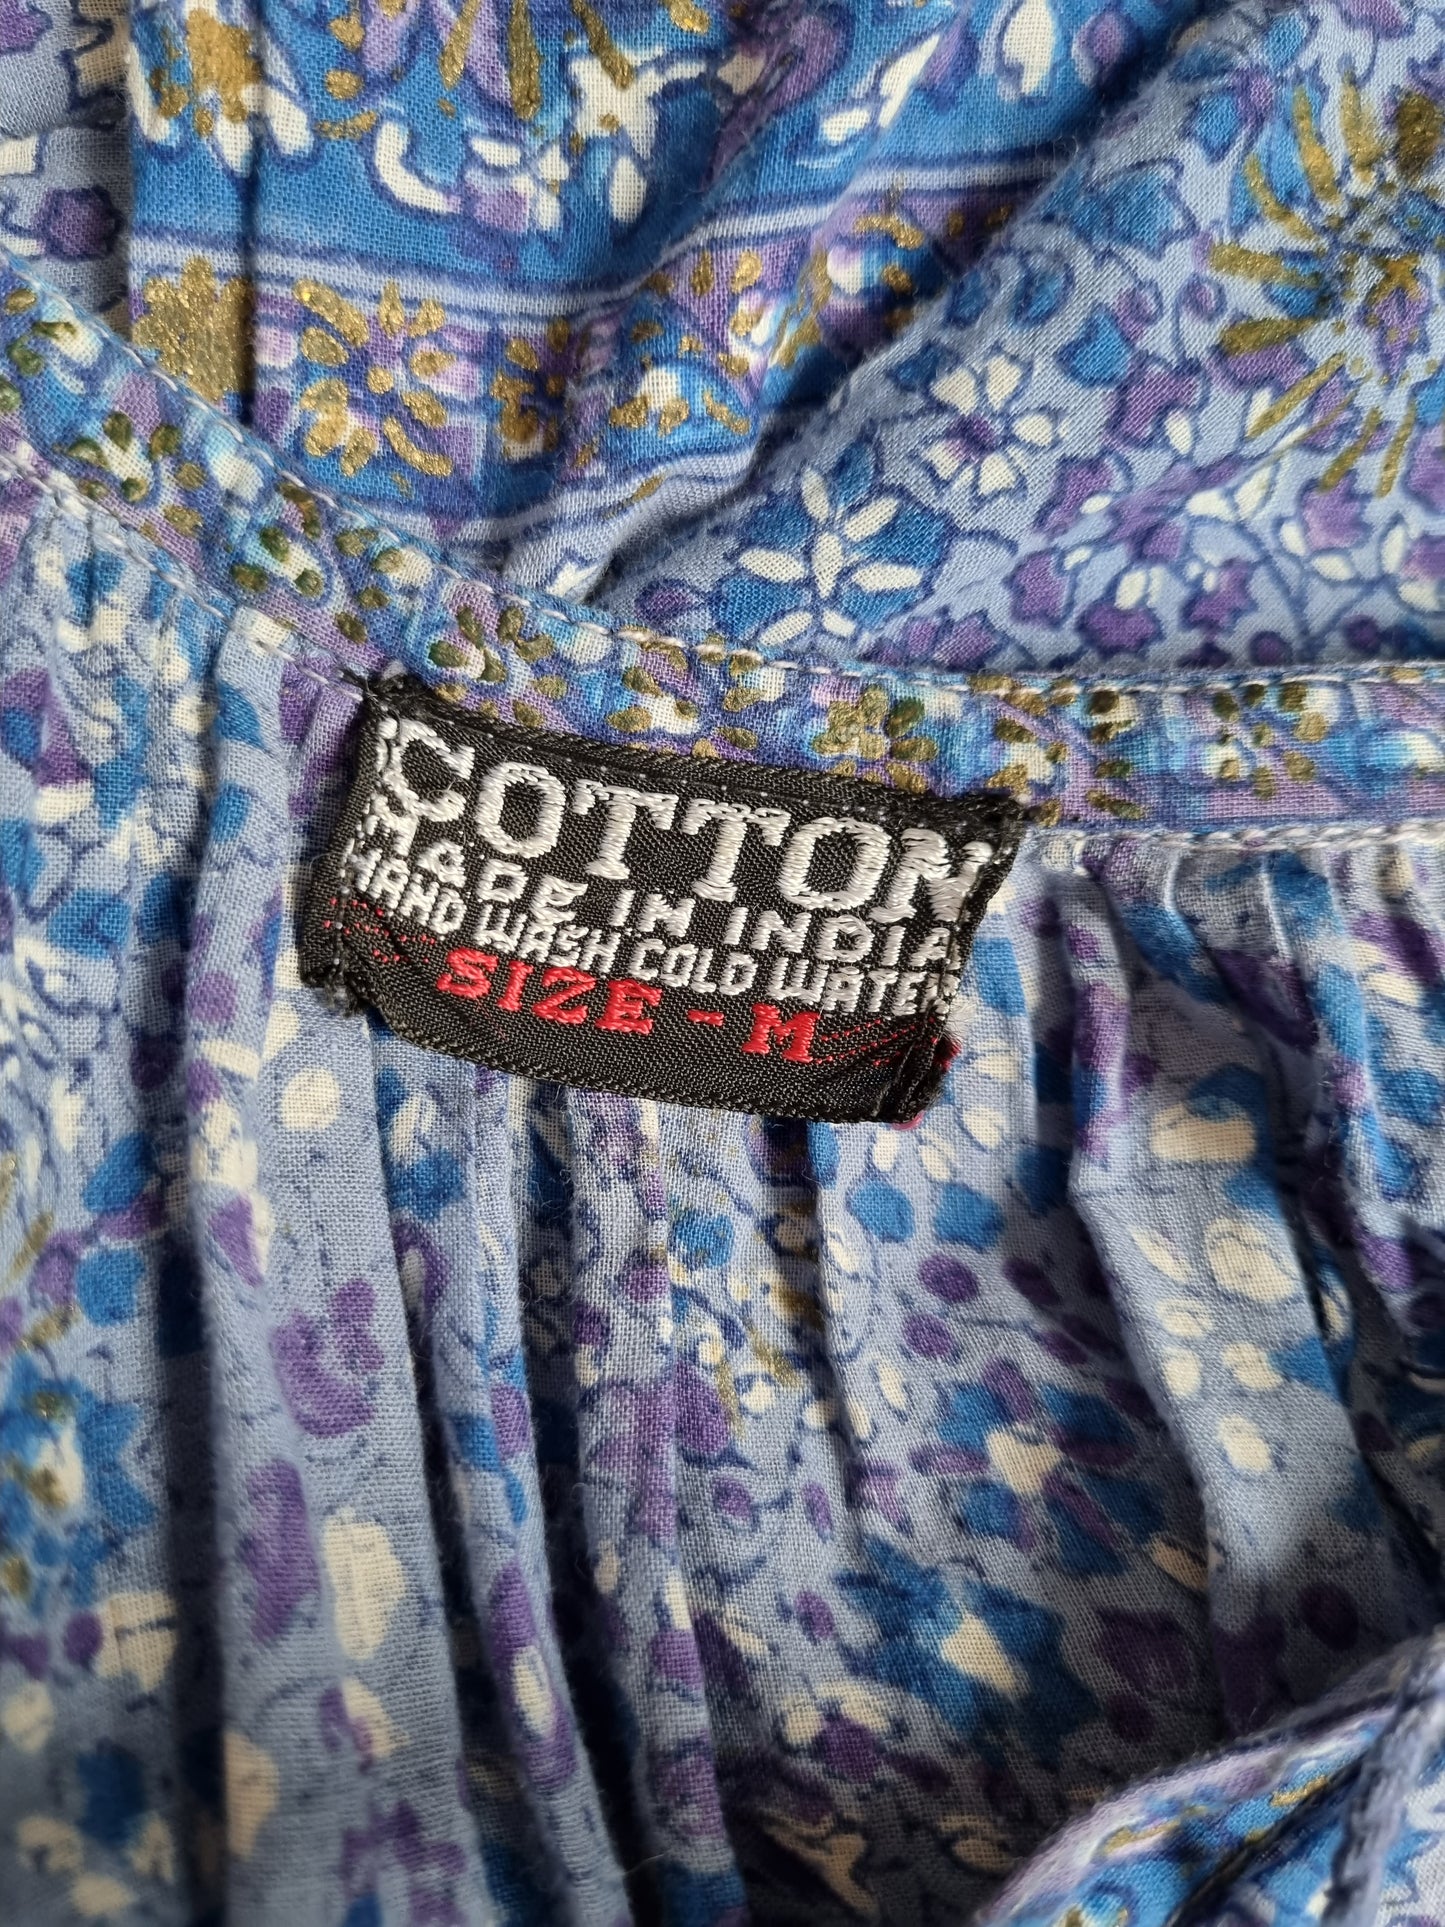 COTTON
MADE IN INDIA
HAND WASH COLD WATER
SIZE - M